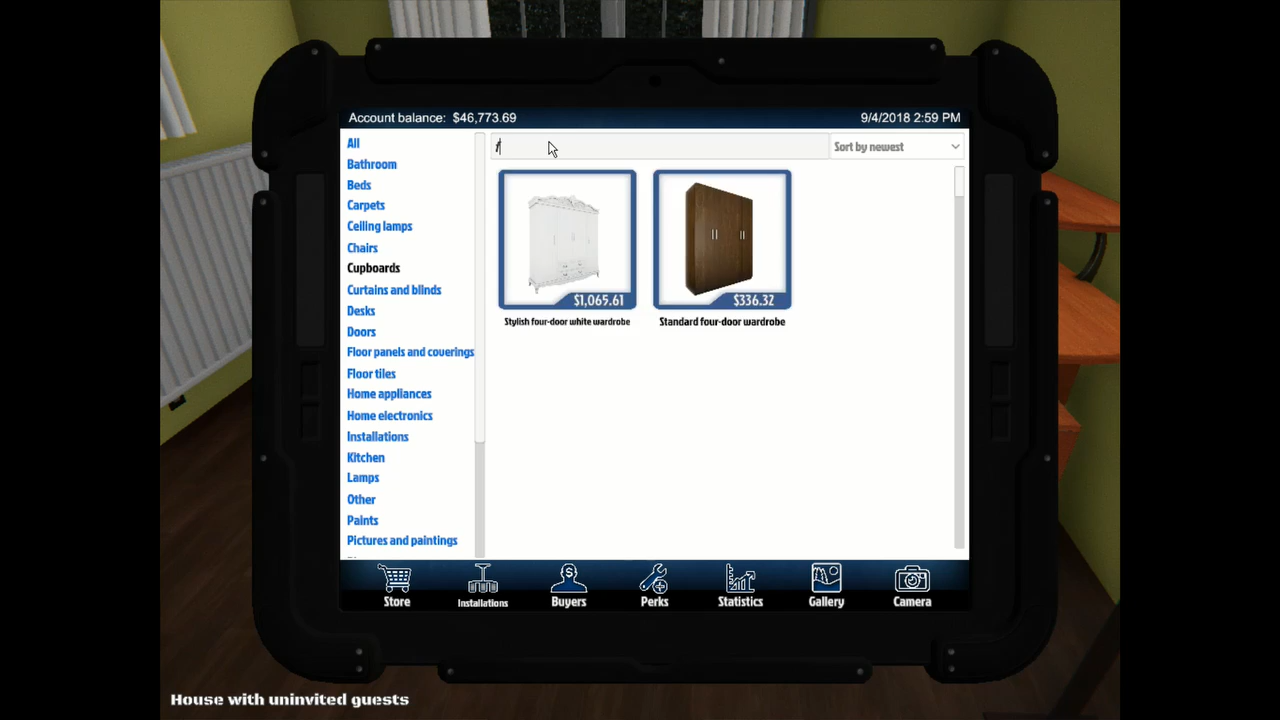 Account balance: $46,773.69
9/4/2018 2:59 PM
All
Bathroom
Beds
Carpets
Ceiling lamps
Chairs
Cupboards
Curtains and blinds
Desks
Doors
Floor panels and coverings
Floor tiles
Home appliances
Home electronics
Installations
Kitchen
Lamps
Other
Paints
Pictures and paintings
f
Sort by newest
$1,065.61
Stylish four-door white wardrobe
$336.32
Standard four-door wardrobe
Store
Installations
Buyers
Perks
Statistics
Gallery
Camera
House with uninvited guests